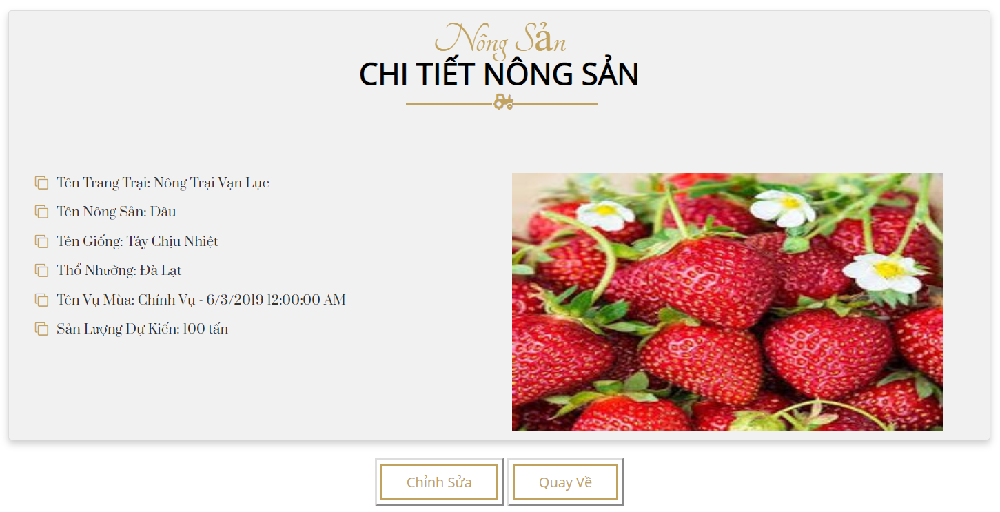 Nông Sản
CHI TIẾT NÔNG SẢN
Tên Trang Trại: Nông Trại Vạn Lục
Tên Nông Sản: Dâu
Tên Giống: Tây Chịu Nhiệt
Thổ Nhưỡng: Đà Lạt
Tên Vụ Mùa: Chính Vụ - 6/3/2019 12:00:00 AM
Sản Lượng Dự Kiến: 100 tấn
Chỉnh Sửa
Quay Về